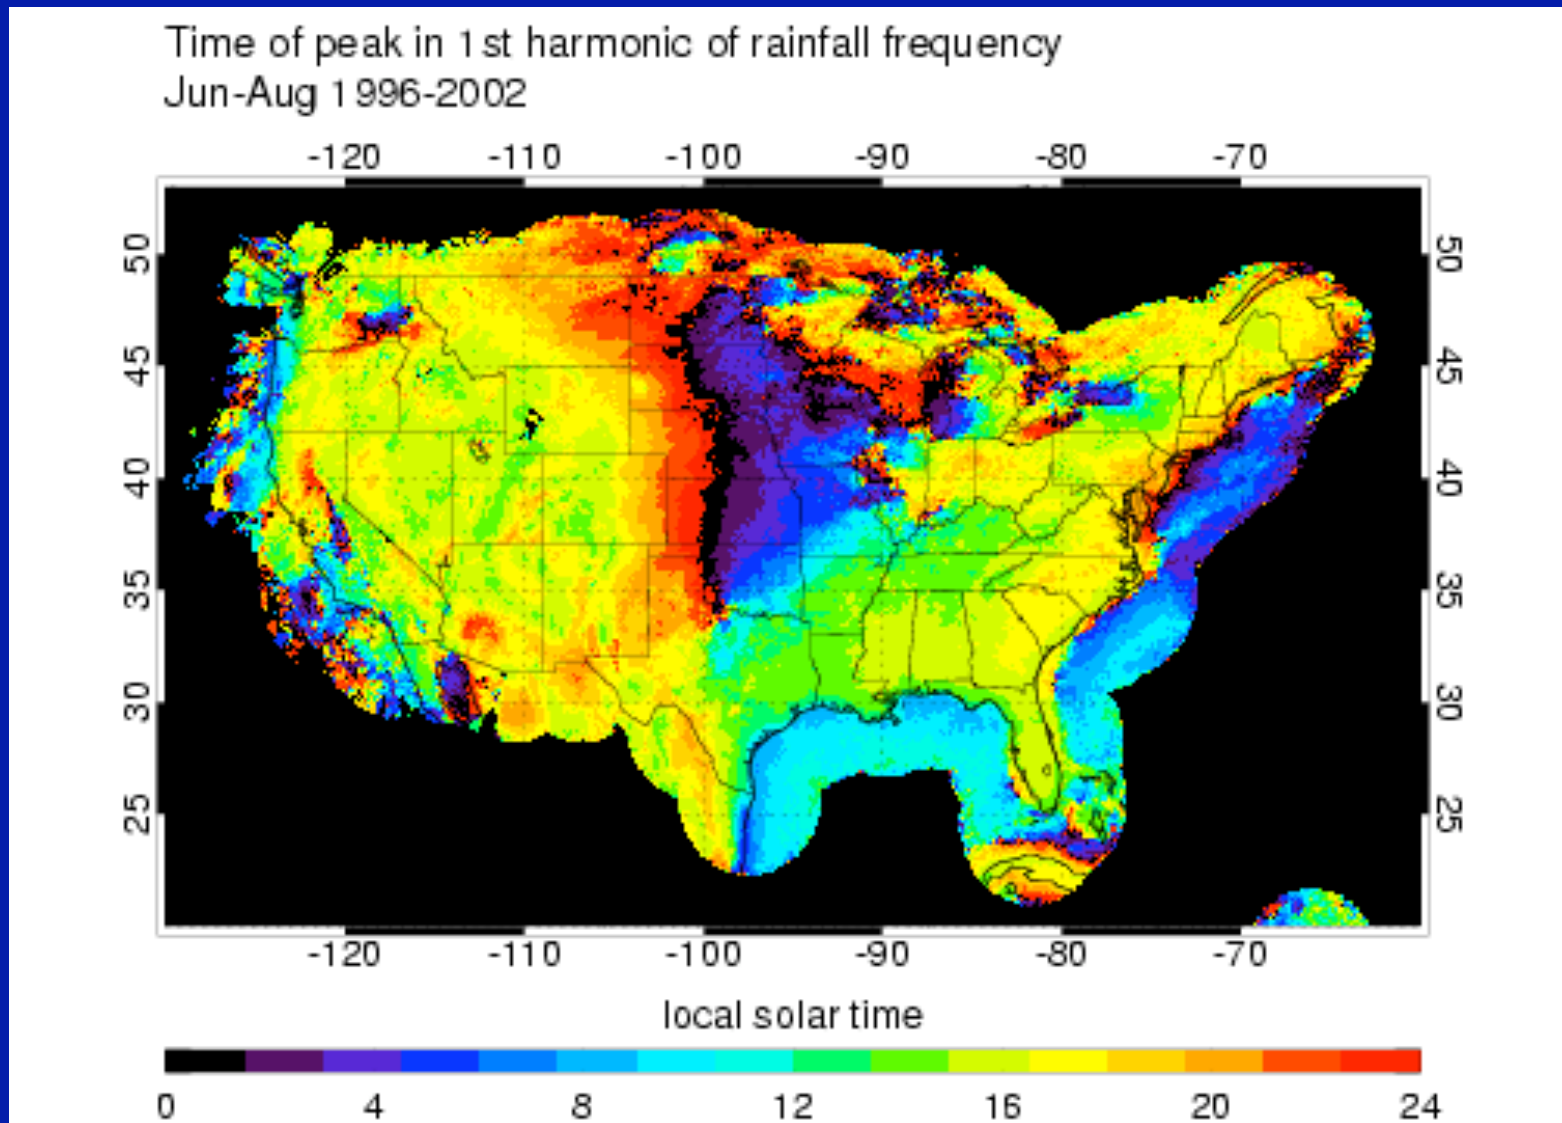 Time of peak in 1st harmonic of rainfall frequency
Jun-Aug 1996-2002
-120 -110 -100 -90 -80 -70
50 50
45 45
40 40
35 35
30 30
25 25
-120 -110 -100 -90 -80 -70
local solar time
0 4 8 12 16 20 24